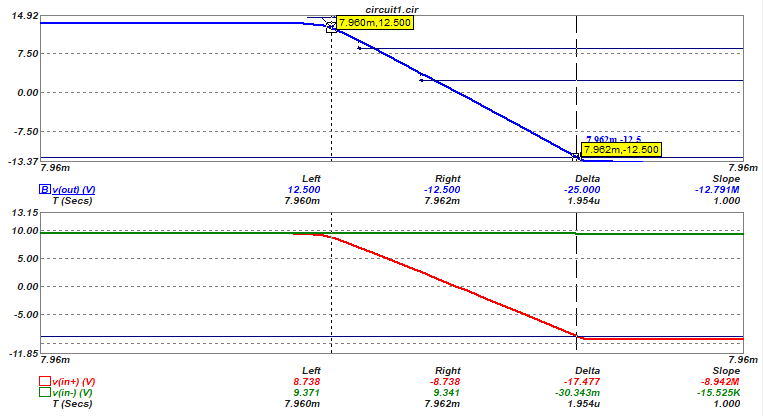 circuit1.cir
14.92
7.960m,12.500
7.50
0.00
-7.50
7.962m,-12.5
7.962m,-12.500
-13.37
7.96m 7.96m
Left Right Delta Slope
B v(out) (V) 12.500 -12.500 -25.000 -12.791M
T (Secs) 7.960m 7.962m 1.954u 1.000
13.15
10.00
5.00
0.00
-5.00
-11.85
7.96m 7.96m
Left Right Delta Slope
v(in+) (V) 8.738 -8.738 -17.477 -8.942M
v(in-) (V) 9.371 9.341 -30.343m -15.525K
T (Secs) 7.960m 7.962m 1.954u 1.000